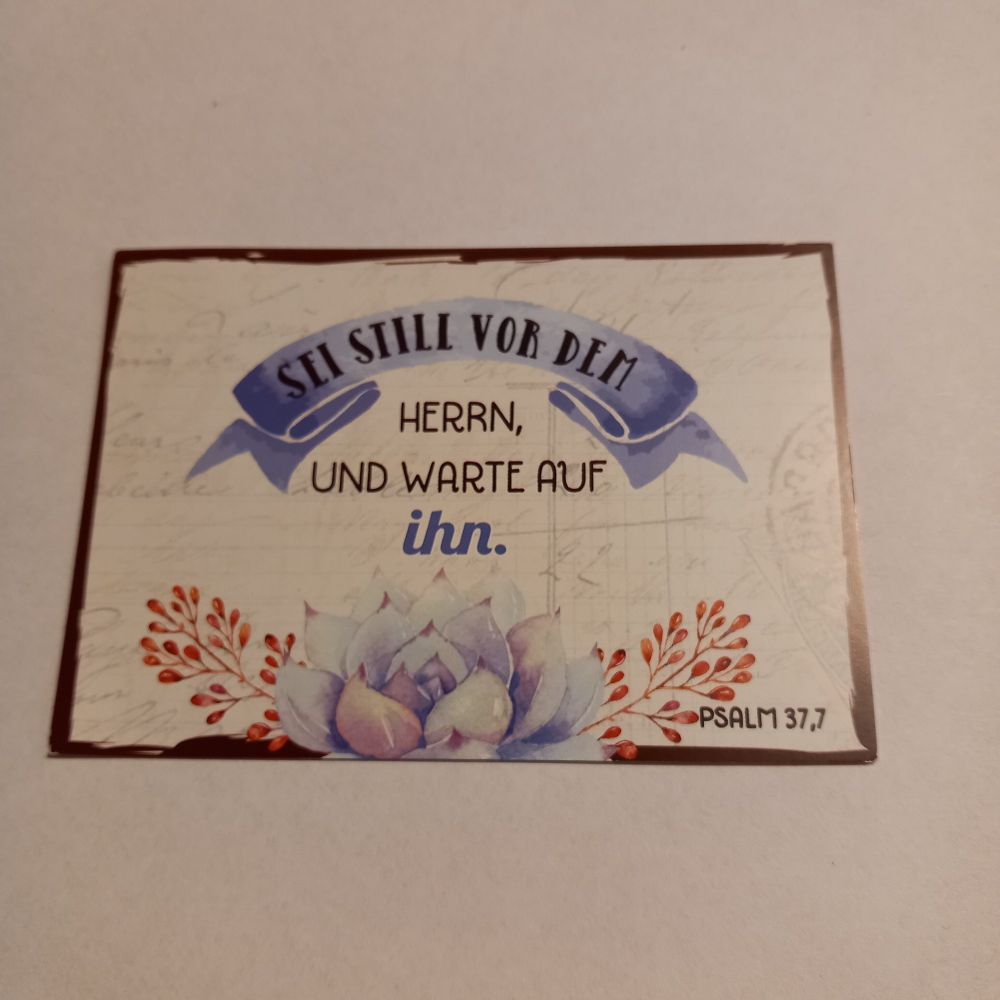 SEI STILL VOR DEM
HERRN,
UND WARTE AUF
ihn.
PSALM 37,7